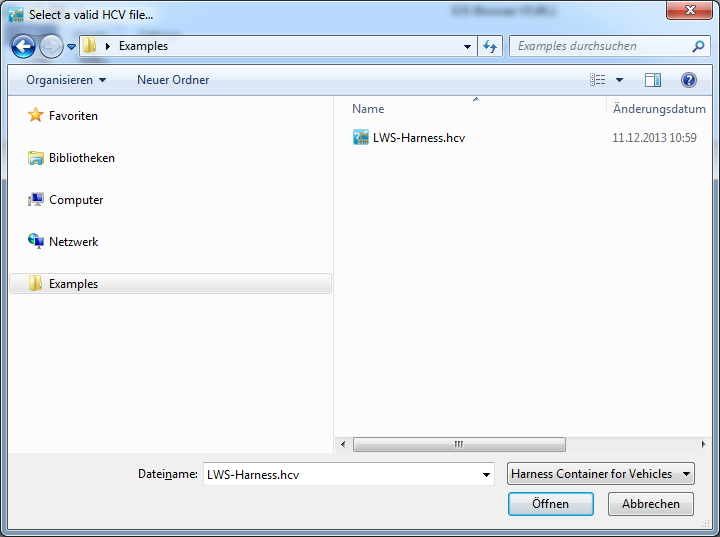 Select a valid HCV file...
Examples
Examples durchsuchen
Organisieren
Neuer Ordner
Favoriten
Bibliotheken
Computer
Netzwerk
Examples
Name
Änderungsdatum
LWS-Harness.hcv
11.12.2013 10:59
Dateiname:
LWS-Harness.hcv
Harness Container for Vehicles
Öffnen
Abbrechen